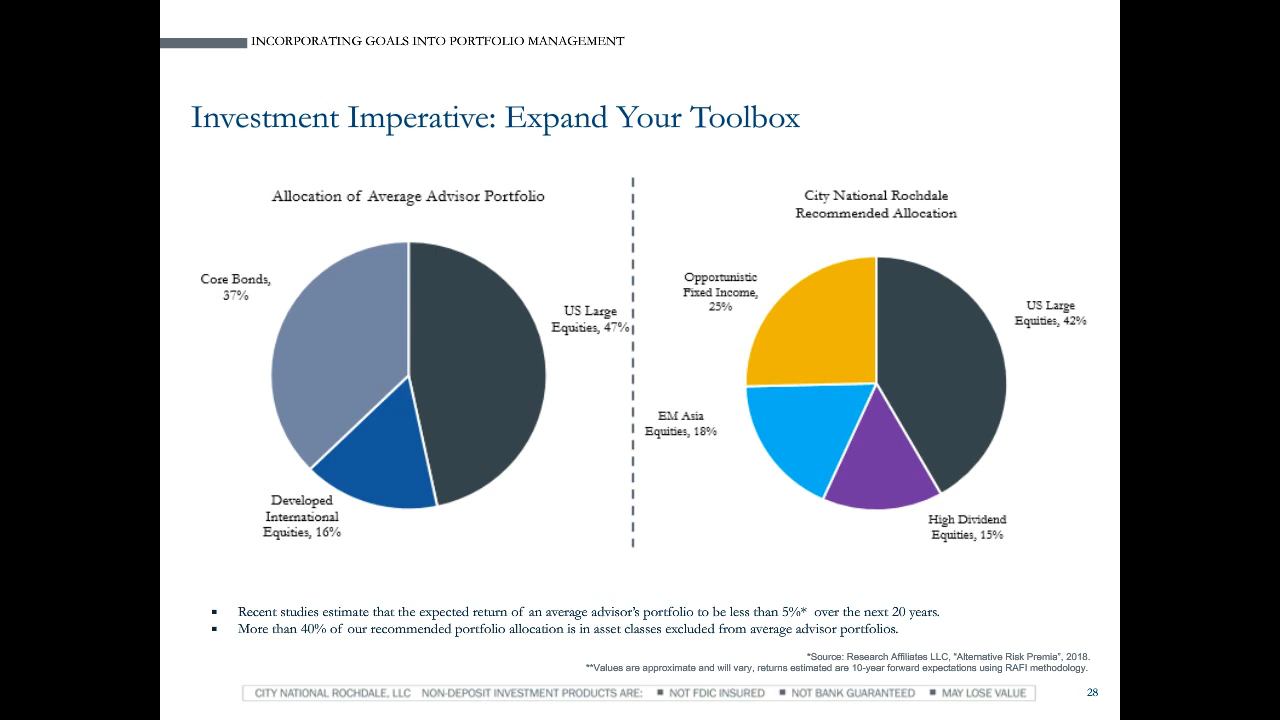 INCORPORATING GOALS INTO PORTFOLIO MANAGEMENT
Investment Imperative: Expand Your Toolbox
Allocation of Average Advisor Portfolio
Core Bonds,
37%
US Large
Equities, 47%
Developed
International
Equities, 16%
City National Rochdale
Recommended Allocation
Opportunistic
Fixed Income,
25%
US Large
Equities, 42%
EM Asia
Equities, 18%
High Dividend
Equities, 15%
▪ Recent studies estimate that the expected return of an average advisor's portfolio to be less than 5%* over the next 20 years.
▪ More than 40% of our recommended portfolio allocation is in asset classes excluded from average advisor portfolios.
*Source: Research Affiliates LLC, "Alternative Risk Premia", 2018.
**Values are approximate and will vary, returns estimated are 10-year forward expectations using RAFI methodology.
CITY NATIONAL ROCHDALE, LLC NON-DEPOSIT INVESTMENT PRODUCTS ARE: ■ NOT FDIC INSURED ■ NOT BANK GUARANTEED ■ MAY LOSE VALUE
28